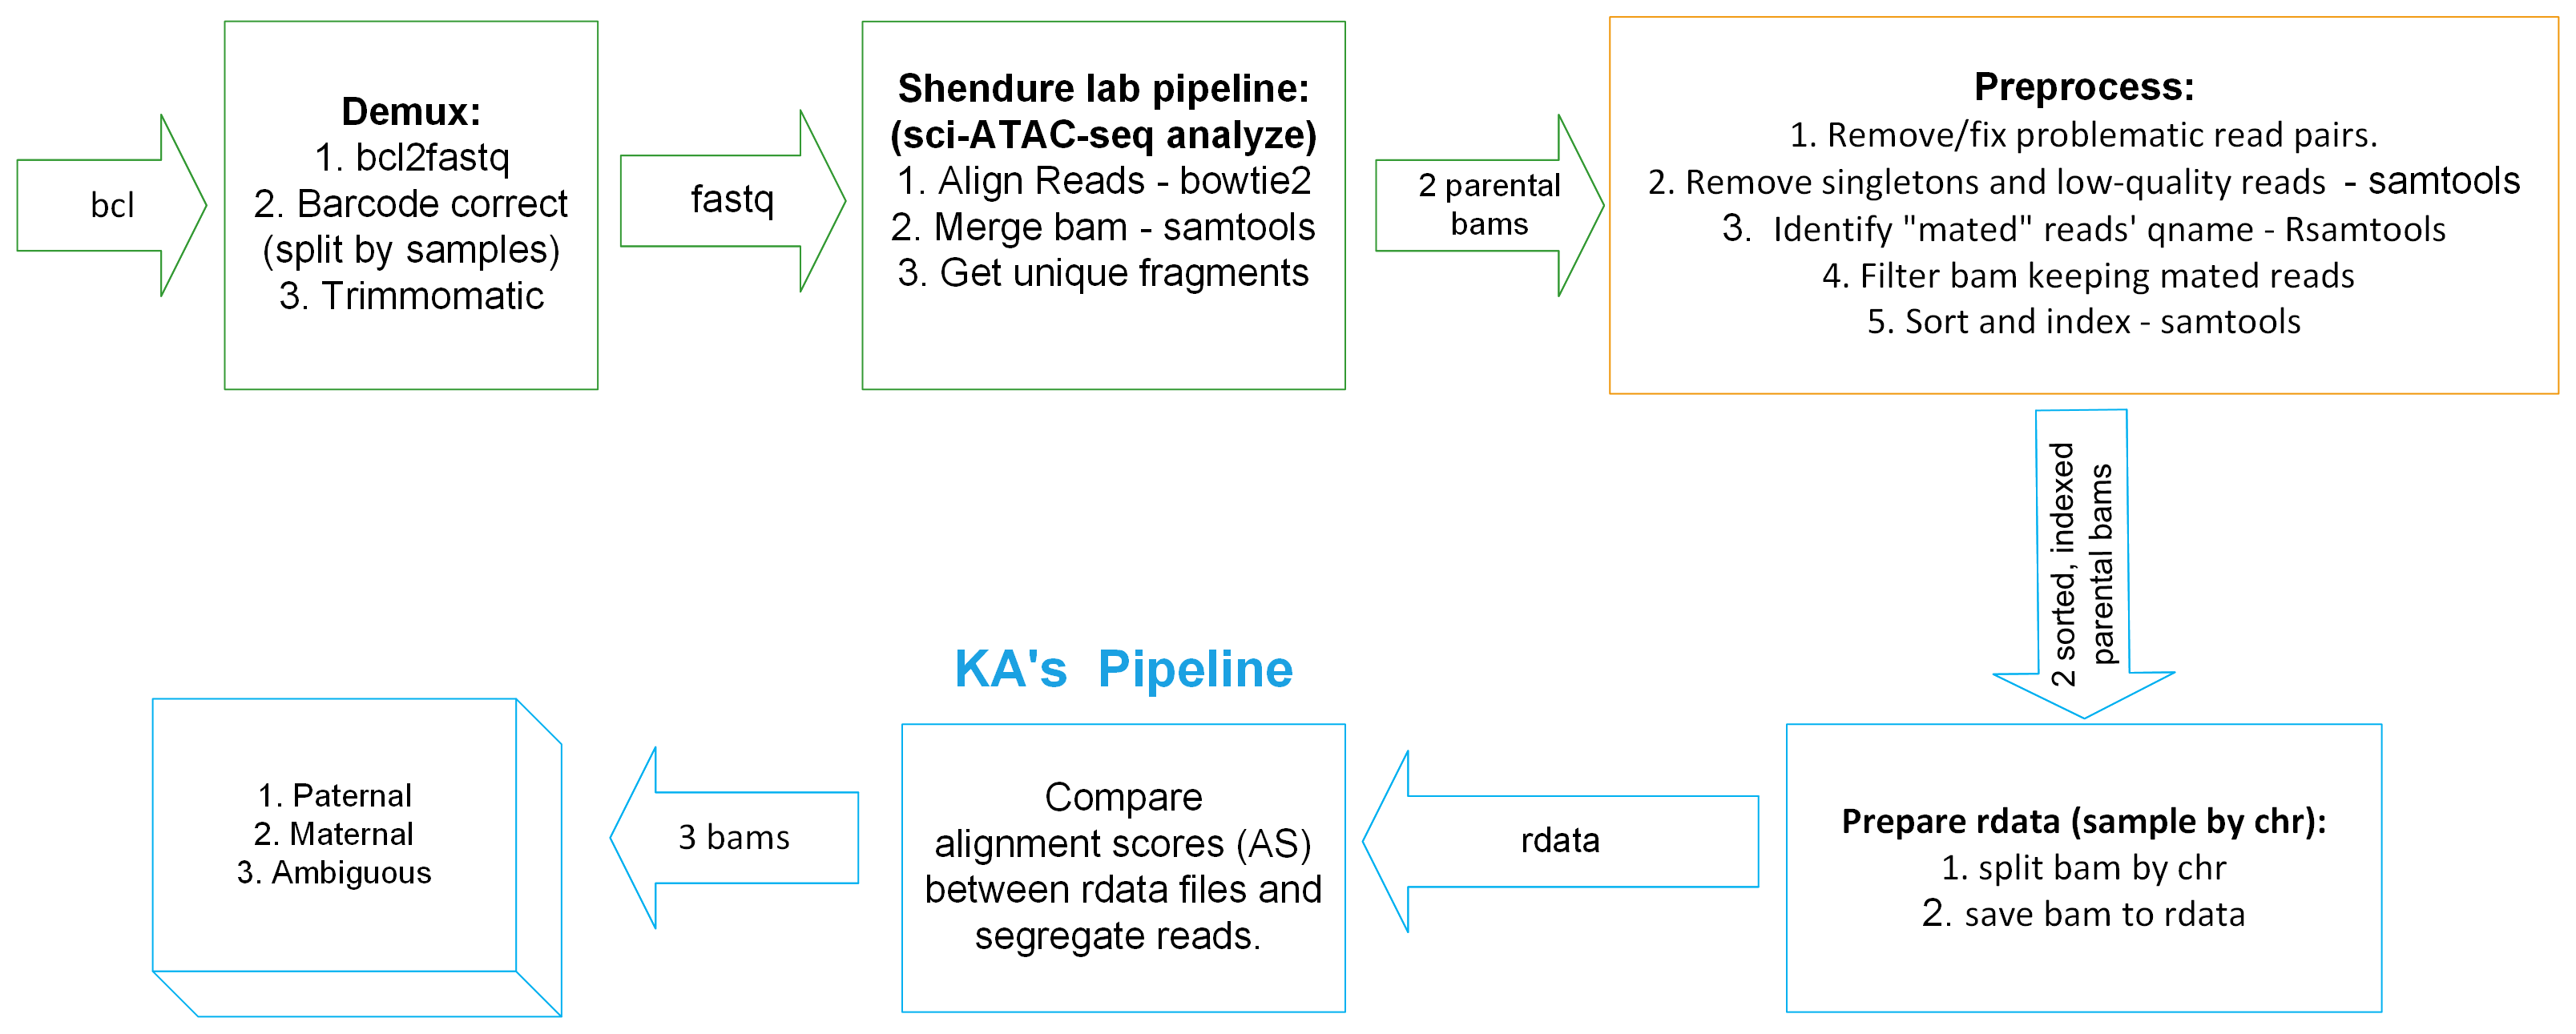 bcl
Demux:
1. bcl2fastq
2. Barcode correct
(split by samples)
3. Trimmomatic
fastq
Shendure lab pipeline:
(sci-ATAC-seq analyze)
1. Align Reads - bowtie2
2. Merge bam - samtools
3. Get unique fragments
2 parental
bams
Preprocess:
1. Remove/fix problematic read pairs.
2. Remove singletons and low-quality reads - samtools
3. Identify "mated" reads' qname - Rsamtools
4. Filter bam keeping mated reads
5. Sort and index - samtools
2 sorted, indexed
parental bams
Prepare rdata (sample by chr):
1. split bam by chr
2. save bam to rdata
rdata
KA's Pipeline
Compare
alignment scores (AS)
between rdata files and
segregate reads.
3 bams
1. Paternal
2. Maternal
3. Ambiguous